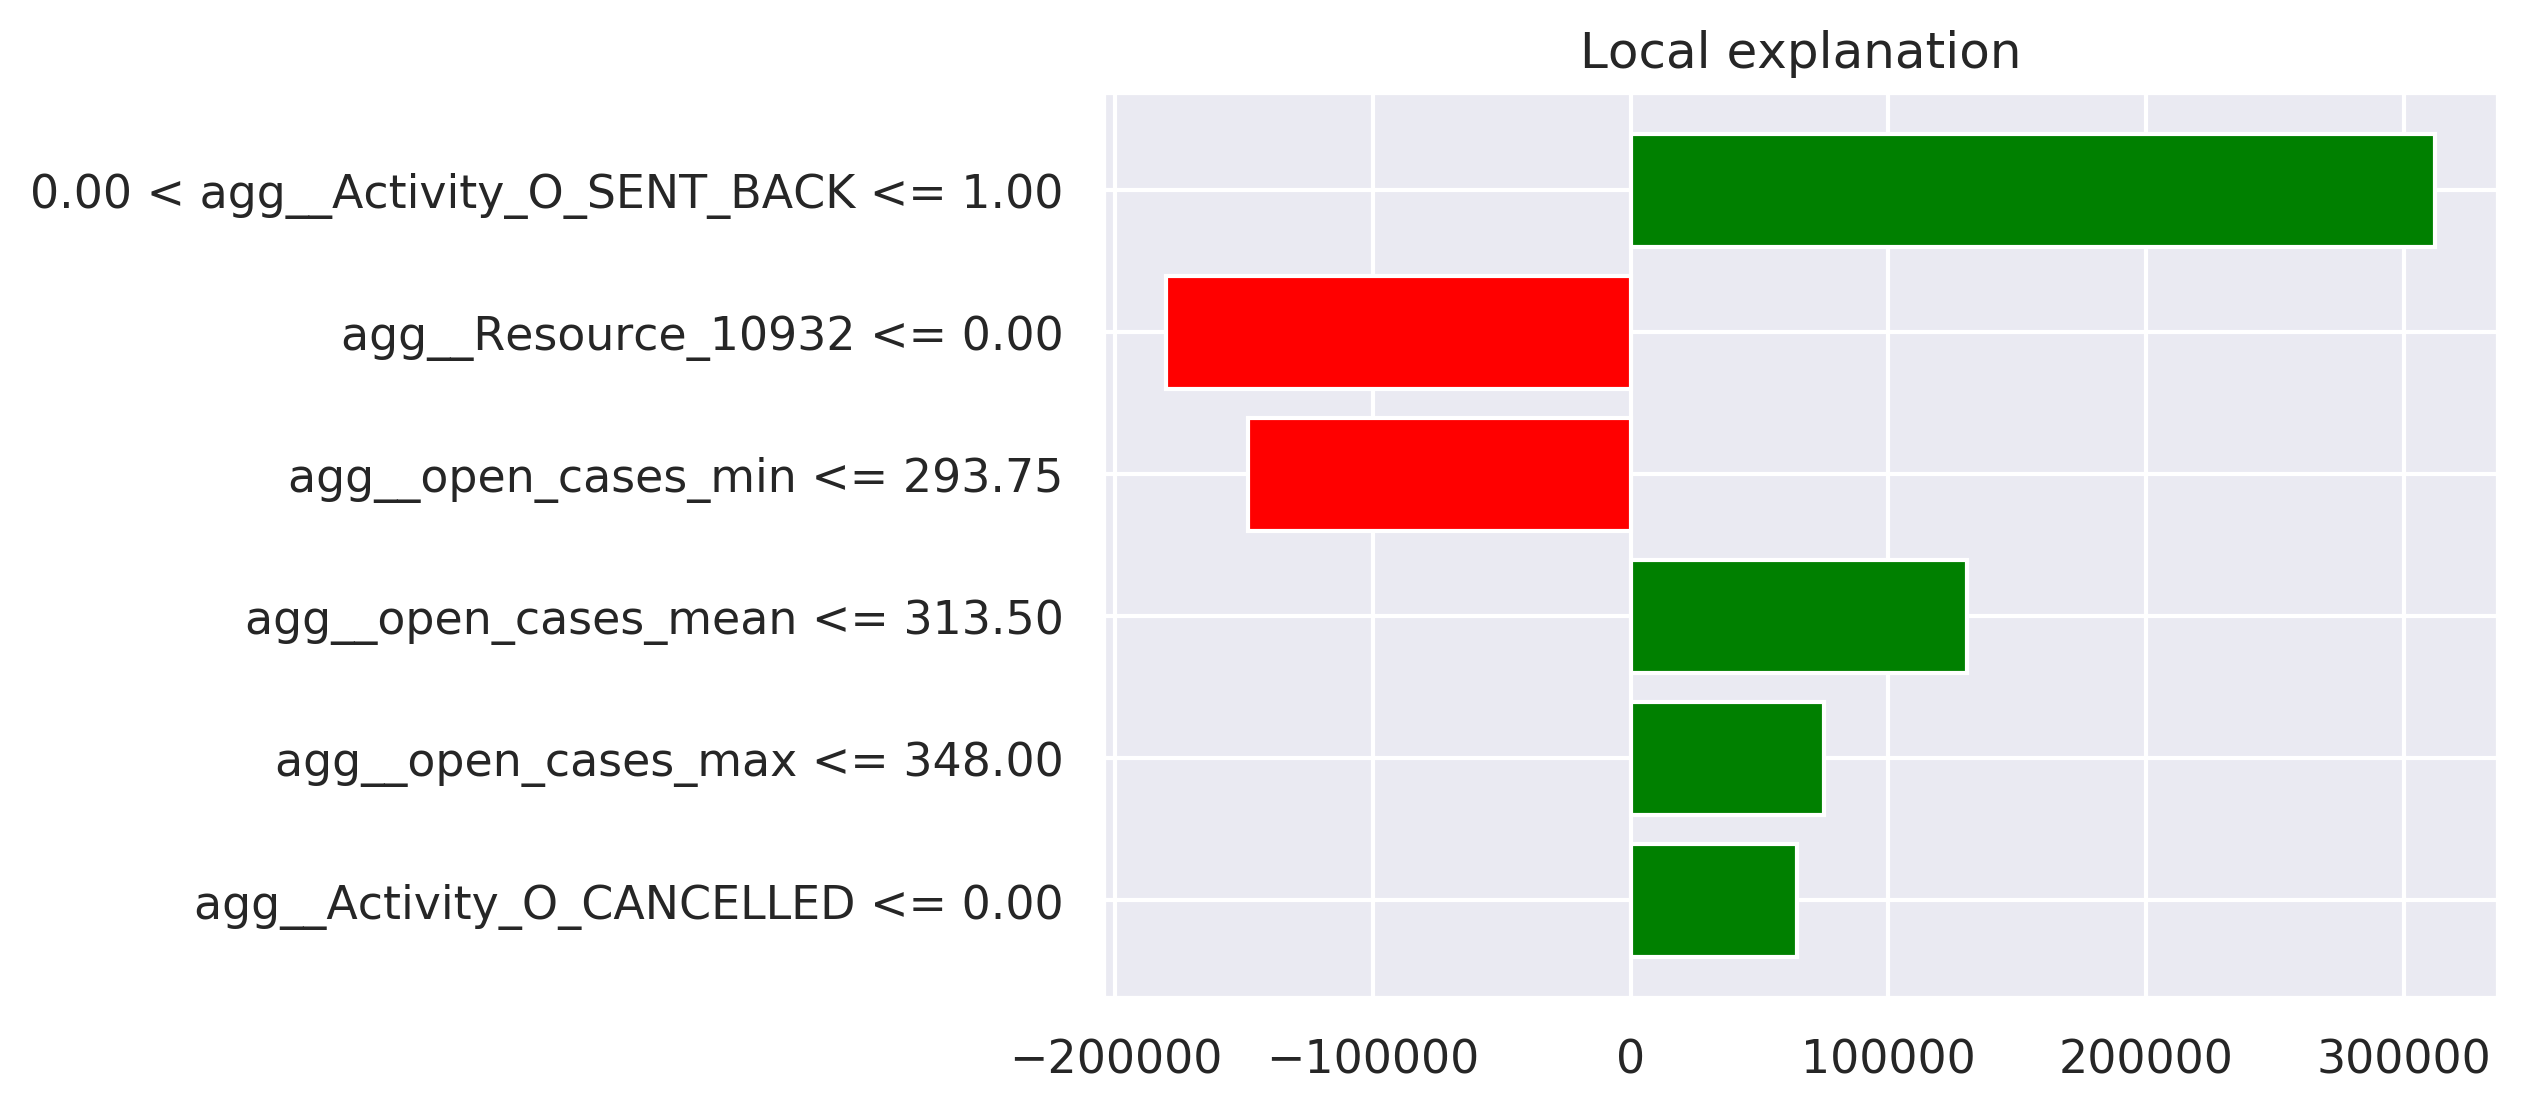 Local explanation
0.00 < agg__Activity_O_SENT_BACK <= 1.00
agg__Resource_10932 <= 0.00
agg__open_cases_min <= 293.75
agg__open_cases_mean <= 313.50
agg__open_cases_max <= 348.00
agg__Activity_O_CANCELLED <= 0.00
−200000 −100000 0 100000 200000 300000